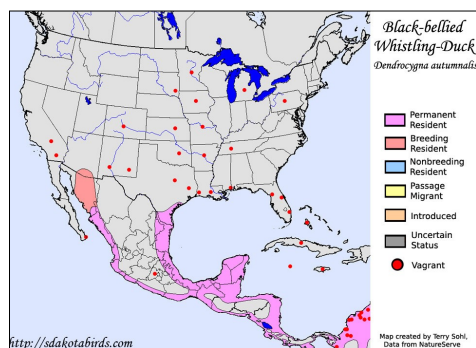 Black-bellied
Whistling-Duck
Dendrocygna autumnalis
Permanent
Resident
Breeding
Resident
Nonbreeding
Resident
Passage
Migrant
Introduced
Uncertain
Status
Vagrant
http://sdakotabirds.com
Map created by Terry Sohl,
Data from NatureServe